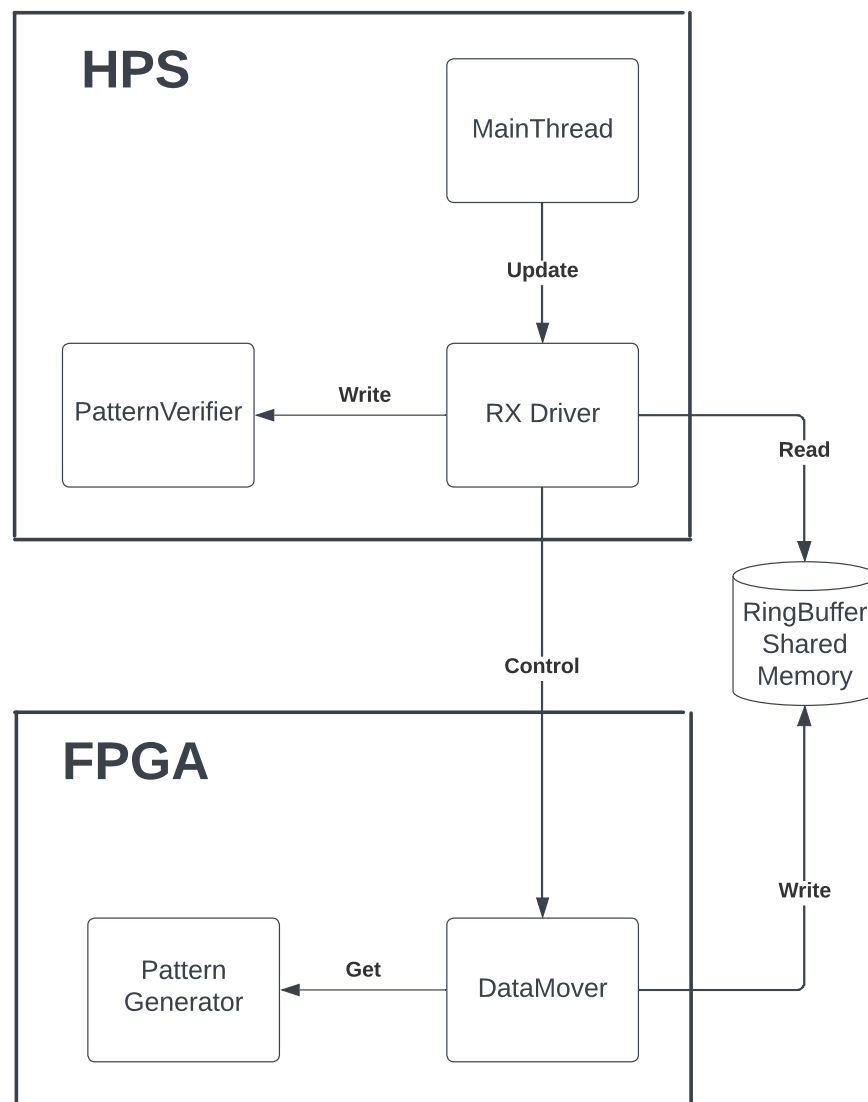 HPS
MainThread
Update
PatternVerifier
Write
RX Driver
Read
RingBuffer
Shared
Memory
Control
FPGA
Write
Pattern
Generator
Get
DataMover